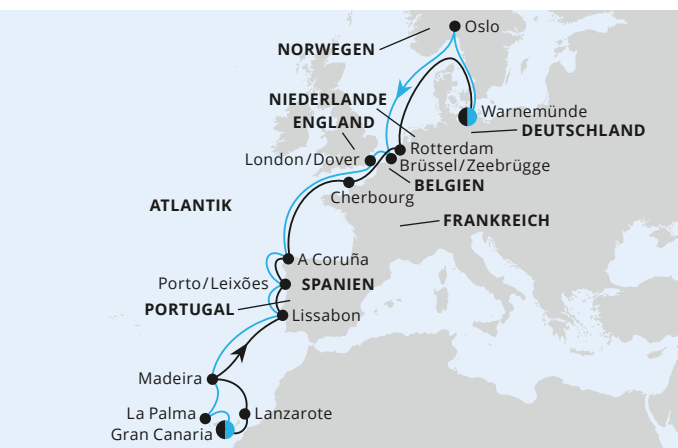 Oslo
NORWEGEN
NIEDERLANDE
Warnemünde
ENGLAND
DEUTSCHLAND
Rotterdam
London/Dover
Brüssel/Zeebrügge
BELGIEN
Cherbourg
ATLANTIK
FRANKREICH
A Coruña
Porto/Leixões
SPANIEN
PORTUGAL
Lissabon
Madeira
La Palma
Lanzarote
Gran Canaria